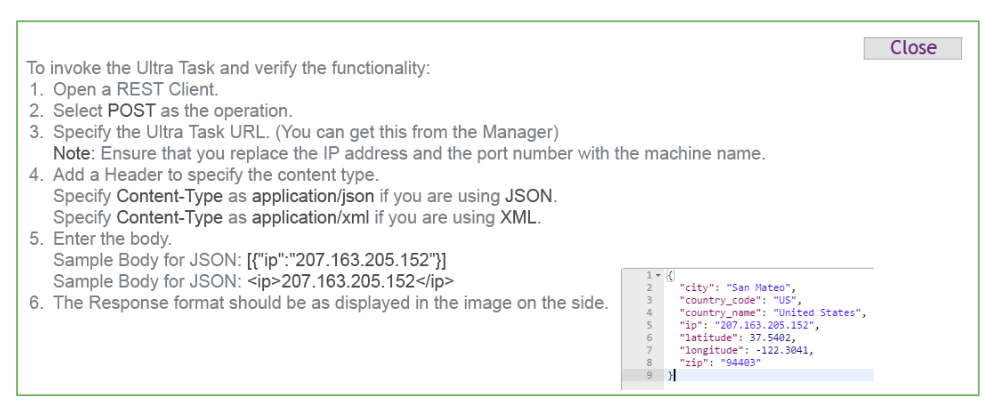 Close
To invoke the Ultra Task and verify the functionality:
1. Open a REST Client.
2. Select POST as the operation.
3. Specify the Ultra Task URL. (You can get this from the Manager)
Note: Ensure that you replace the IP address and the port number with the machine name.
4. Add a Header to specify the content type.
Specify Content-Type as application/json if you are using JSON.
Specify Content-Type as application/xml if you are using XML.
5. Enter the body.
Sample Body for JSON: [{"ip":"207.163.205.152"}]
Sample Body for JSON: <ip>207.163.205.152</ip>
6. The Response format should be as displayed in the image on the side.
1 {
2 "city": "San Mateo",
3 "country_code": "US",
4 "country_name": "United States",
5 "ip": "207.163.205.152",
6 "latitude": 37.5402,
7 "longitude": -122.3041,
8 "zip": "94403"
9 }